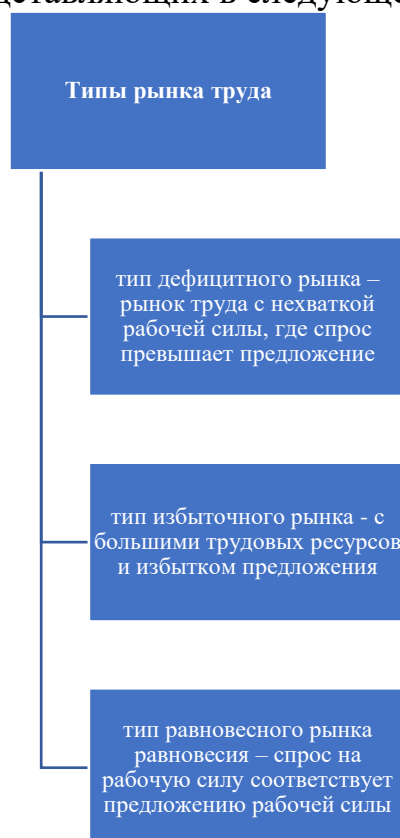 Типы рынка труда
тип дефицитного рынка –
рынок труда с нехваткой
рабочей силы, где спрос
превышает предложение
тип избыточного рынка - с
большими трудовых ресурсов
и избытком предложения
тип равновесного рынка
равновесия – спрос на
рабочую силу соответствует
предложению рабочей силы